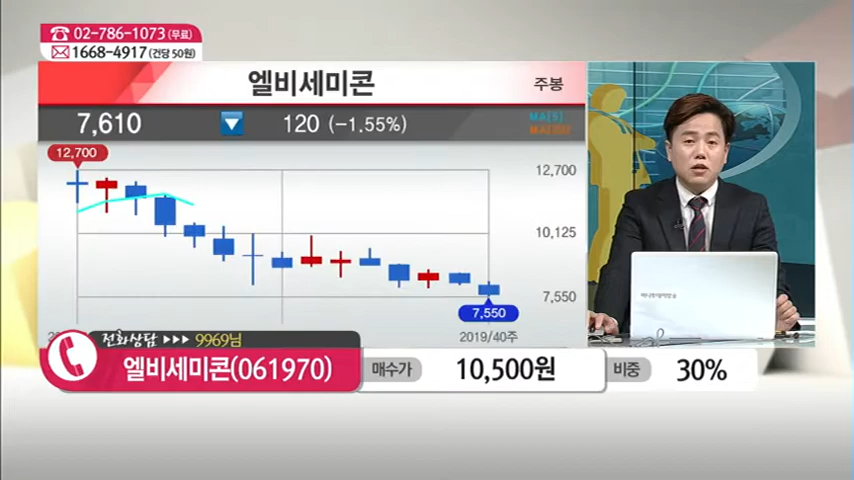 02-786-1073 (무료)
1668-4917 (건당 50원)
엘비세미콘
주봉
7,610
▼ 120 (-1.55%)
MA(5)
12,700
12,700
10,125
7,550
7,550
2019/40주
전화상담 ▶▶▶ 9969님
엘비세미콘(061970)
매수가
10,500원
비중
30%